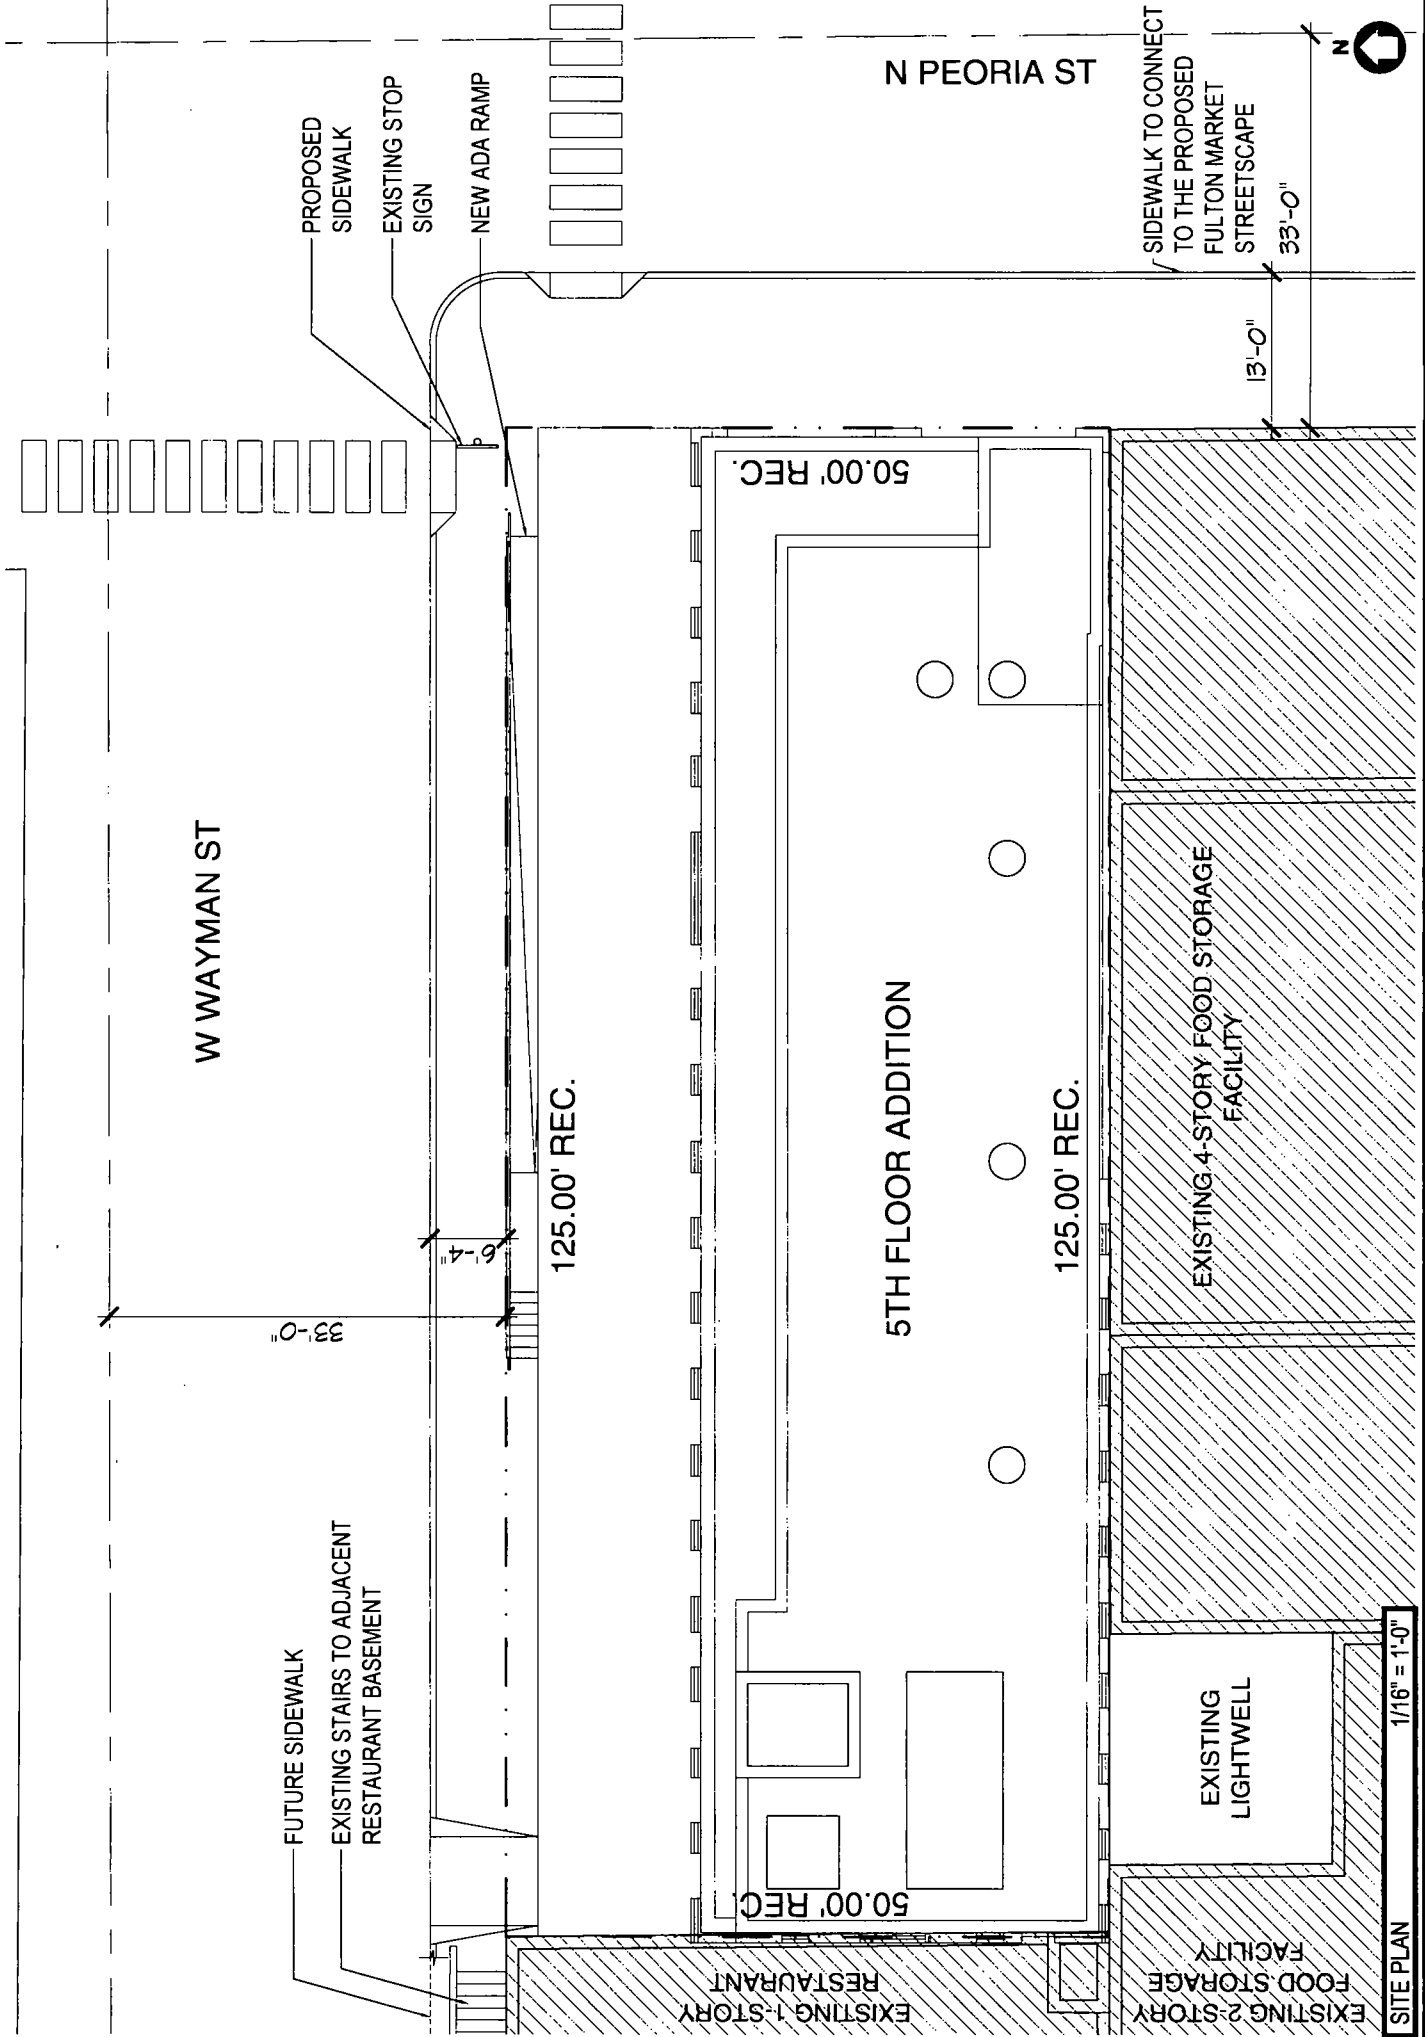 FUTURE SIDEWALK
EXISTING STAIRS TO ADJACENT
RESTAURANT BASEMENT
W WAYMAN ST
PROPOSED
SIDEWALK
EXISTING STOP
SIGN
NEW ADA RAMP
33'-0"
6'-4"
125.00' REC.
N PEORIA ST
50.00' REC.
50.00' REC.
5TH FLOOR ADDITION
125.00' REC.
SIDEWALK TO CONNECT
TO THE PROPOSED
FULTON MARKET
STREETSCAPE
13'-0"
33'-0"
N
EXISTING 1-STORY
RESTAURANT
EXISTING 2-STORY
FOOD STORAGE
FACILITY
EXISTING
LIGHTWELL
EXISTING 4-STORY FOOD STORAGE
FACILITY
SITE PLAN
1/16" = 1'-0"